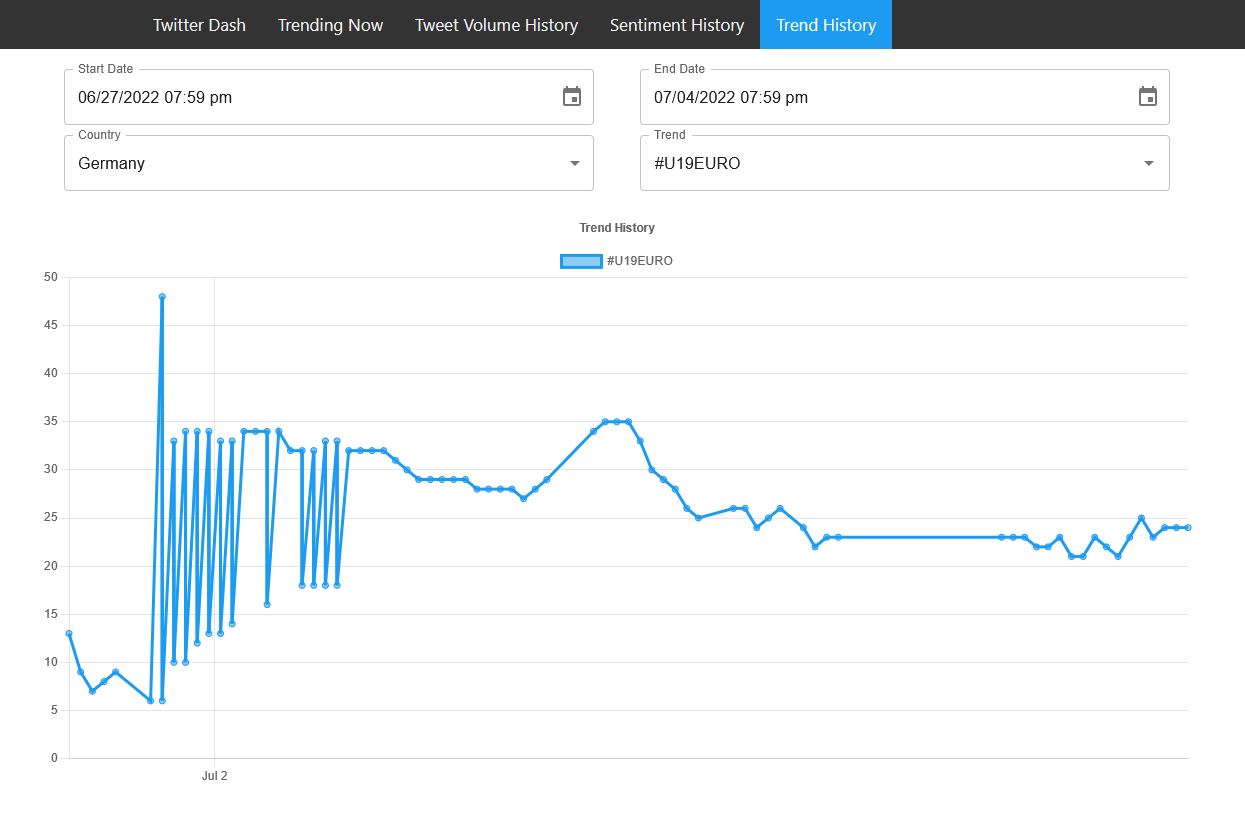 Twitter Dash Trending Now Tweet Volume History Sentiment History Trend History
Start Date End Date
06/27/2022 07:59 pm 07/04/2022 07:59 pm
Country Trend
Germany #U19EURO
Trend History
#U19EURO
50
45
40
35
30
25
20
15
10
5
0
Jul 2